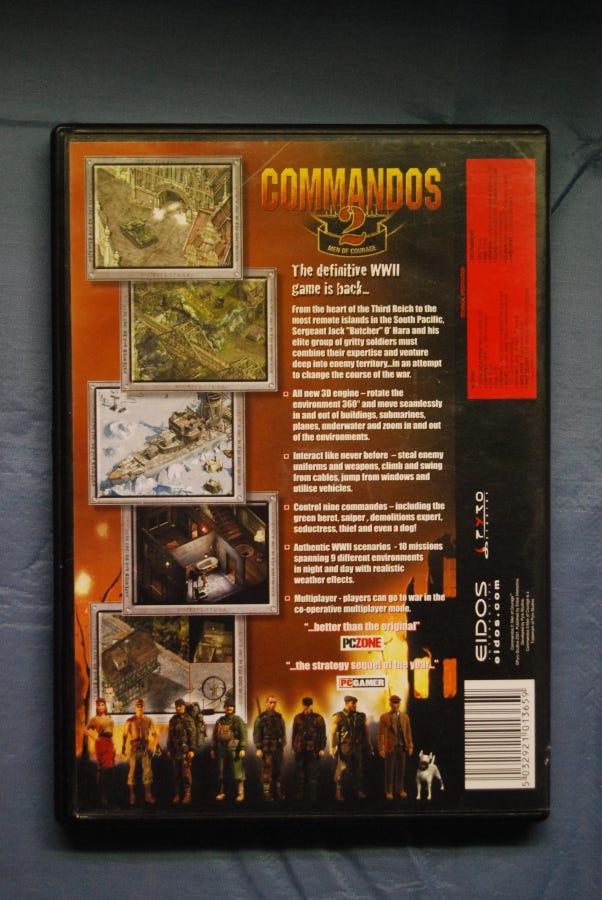 COMMANDOS
2
MEN OF COURAGE
The definitive WWII
game is back...
From the heart of the Third Reich to the
most remote islands in the South Pacific,
Sergeant Jack "Butcher" O' Hara and his
elite group of gritty soldiers must
combine their expertise and venture
deep into enemy territory...in an attempt
to change the course of the war.
All new 3D engine – rotate the
environment 360° and move seamlessly
in and out of buildings, submarines,
planes, underwater and zoom in and out
of the environments.
Interact like never before – steal enemy
uniforms and weapons, climb and swing
from cables, jump from windows and
utilise vehicles.
Control nine commandos – including the
green beret, sniper, demolitions expert,
seductress, thief and even a dog!
Authentic WWII scenarios - 10 missions
spanning 9 different environments
in night and day with realistic
weather effects.
Multiplayer - players can go to war in the
co-operative multiplayer mode.
"...better than the original"
PCZONE
"...the strategy sequel of the year..."
PCGAMER
pyro
EIDOS
eidos.com
5 032921 013659